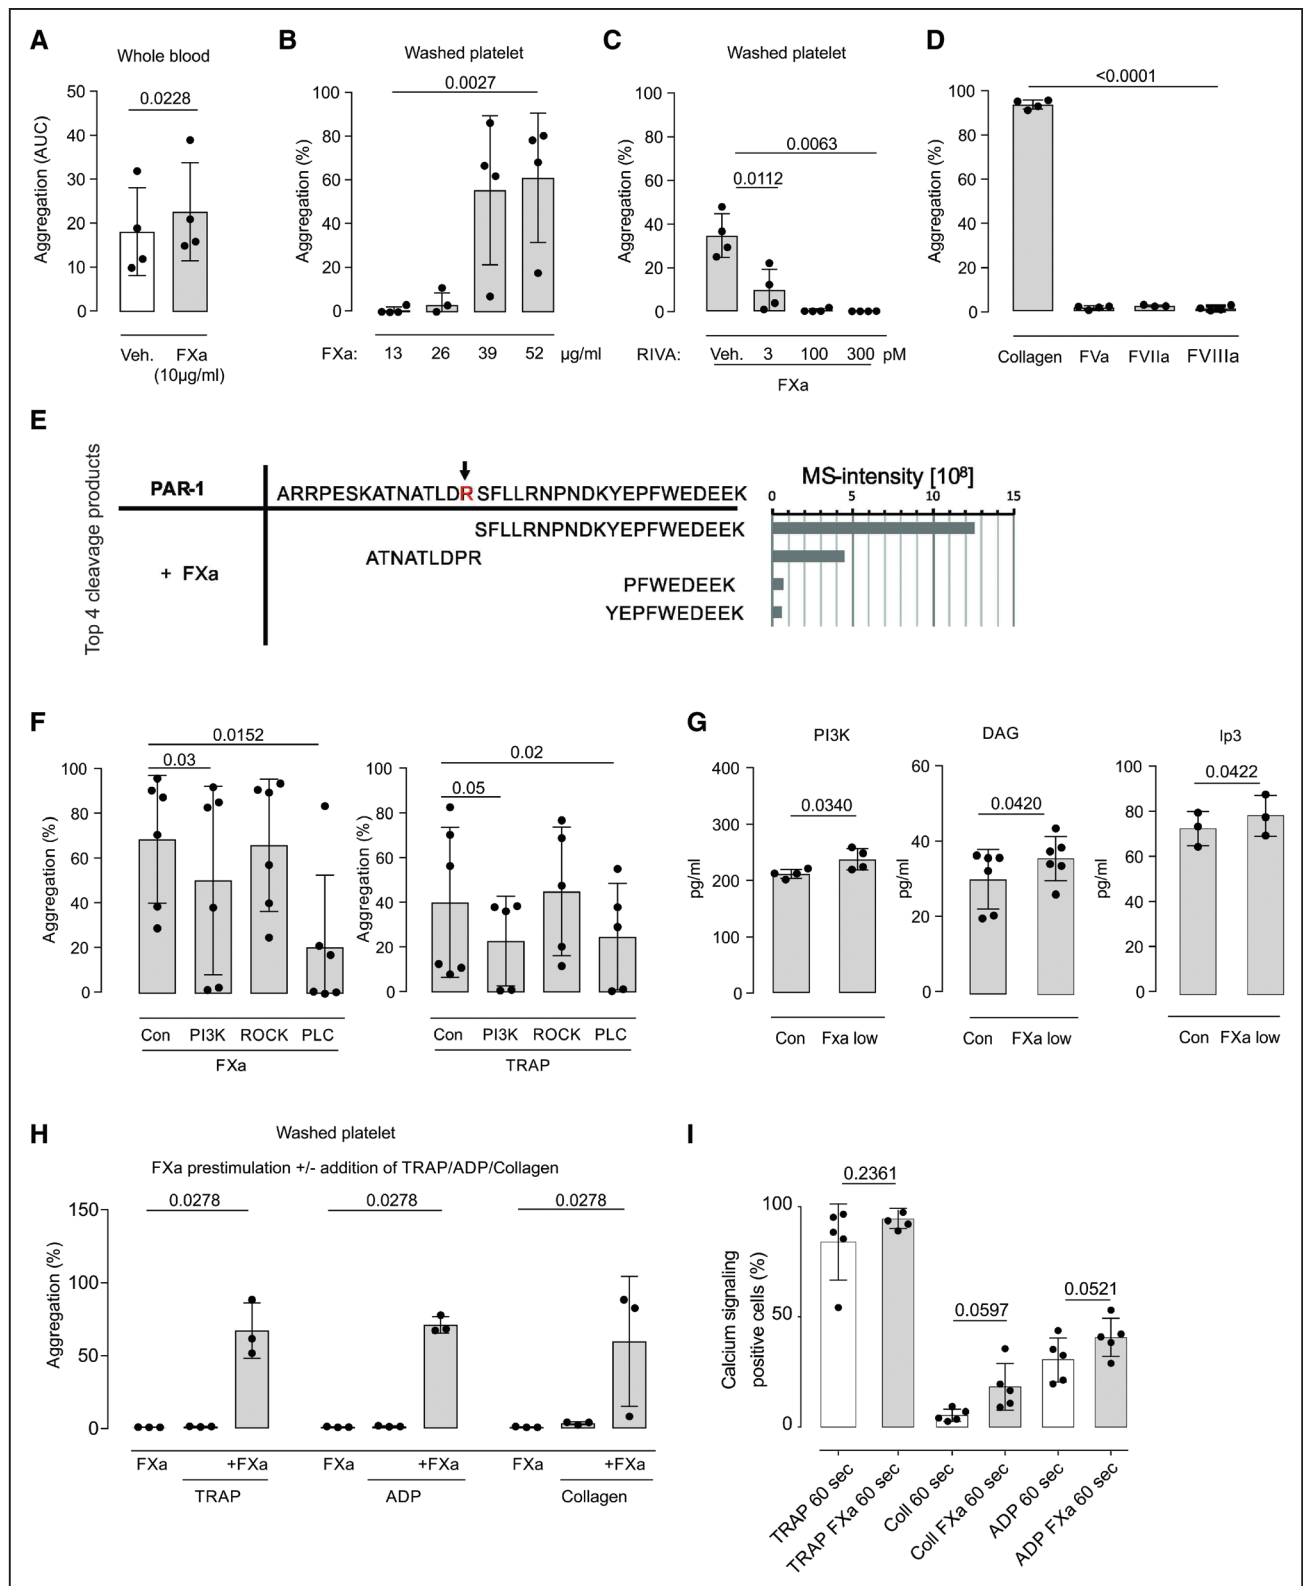 A
Whole blood
0.0228
Aggregation (AUC)
50
40
30
20
10
0
Veh.
FXa
(10µg/ml)
B
Washed platelet
0.0027
Aggregation (%)
100
80
60
40
20
0
FXa:
13
26
39
52
µg/ml
C
Washed platelet
0.0063
0.0112
Aggregation (%)
100
80
60
40
20
0
RIVA:
Veh.
3
100
300
pM
FXa
D
<0.0001
Aggregation (%)
100
80
60
40
20
0
Collagen
FVa
FVIIa
FVIIIa
E
Top 4 cleavage products
PAR-1
ARRPESKATNATLDRSFLLRNPNDKYEPFWEDEEK
+ FXa
SFLLRNPNDKYEPFWEDEEK
ATNATLDPR
PFWEDEEK
YEPFWEDEEK
MS-intensity [10⁸]
0
5
10
15
F
0.0152
0.03
Aggregation (%)
100
80
60
40
20
0
Con
PI3K
ROCK
PLC
FXa
0.02
0.05
Aggregation (%)
100
80
60
40
20
0
Con
PI3K
ROCK
PLC
TRAP
G
PI3K
0.0340
pg/ml
400
300
200
100
0
Con
Fxa low
DAG
0.0420
pg/ml
60
40
20
0
Con
FXa low
Ip3
0.0422
pg/ml
100
80
60
40
20
0
Con
FXa low
H
Washed platelet
FXa prestimulation +/- addition of TRAP/ADP/Collagen
0.0278
0.0278
0.0278
Aggregation (%)
150
100
50
0
FXa
+FXa
TRAP
FXa
+FXa
ADP
FXa
+FXa
Collagen
I
0.2361
0.0597
0.0521
Calcium signaling
positive cells (%)
100
50
0
TRAP 60 sec
TRAP FXa 60 sec
Coll 60 sec
Coll FXa 60 sec
ADP 60 sec
ADP FXa 60 sec